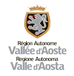 Région Autonome
Vallée d'Aoste
Regione Autonoma
Valle d'Aosta